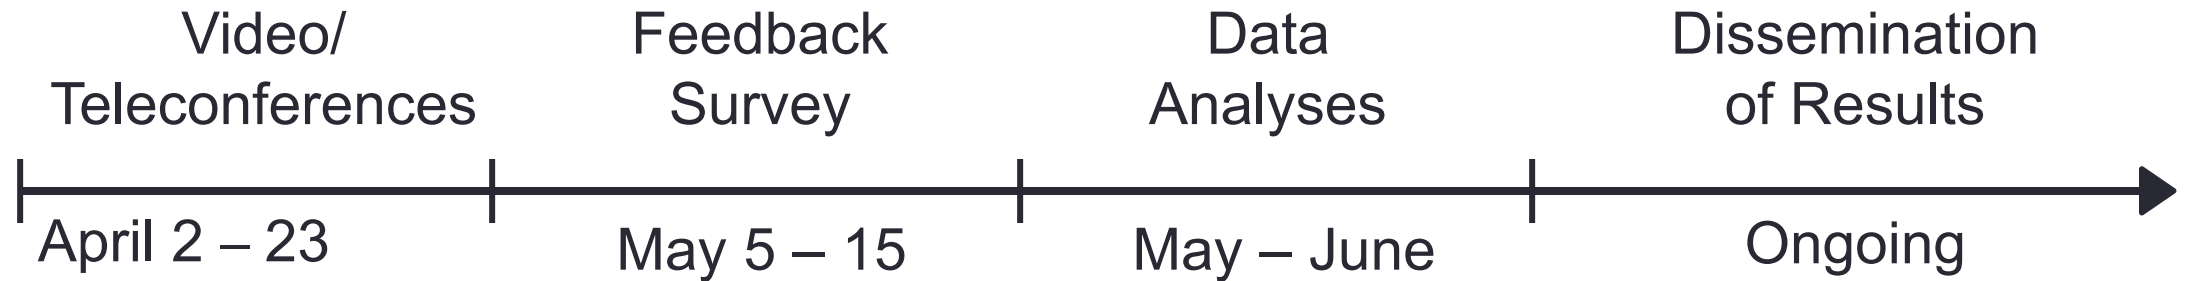 Video/
Teleconferences
Feedback
Survey
Data
Analyses
Dissemination
of Results
April 2 – 23
May 5 – 15
May – June
Ongoing